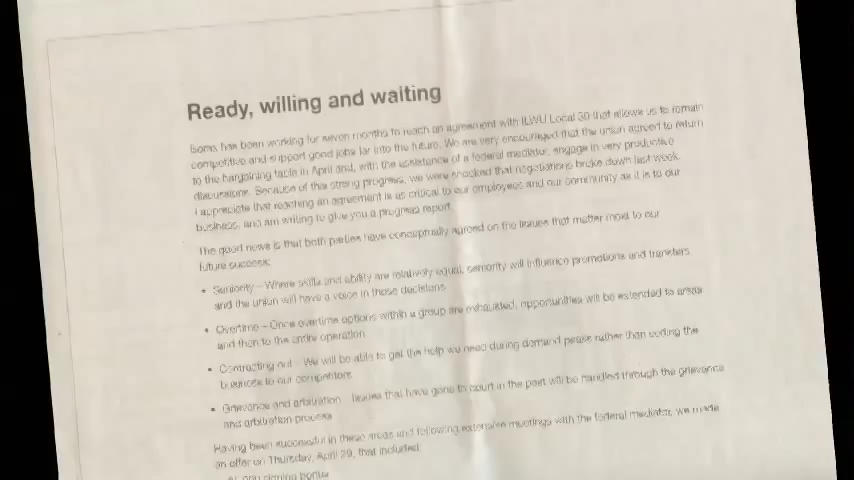 Ready, willing and waiting
Boron has been working for seven months to reach an agreement with ILWU Local 30 that allows us to remain
competitive and support good jobs far into the future. We are very encouraged that the union agreed to return
to the bargaining table in April and, with the assistance of a federal mediator, engage in very productive
discussions. Because of this strong progress, we were shocked that negotiations broke down last week.
I appreciate that reaching an agreement is as critical to our employees and our community as it is to our
business, and am writing to give you a progress report.
The good news is that both parties have conceptually agreed on the issues that matter most to our
future success:
• Seniority – Where skills and ability are relatively equal, seniority will influence promotions and transfers
and the union will have a voice in those decisions
• Overtime – Once overtime options within a group are exhausted, opportunities will be extended to areas
and then to the entire operation
• Contracting out – We will be able to get the help we need during demand peaks rather than ceding the
business to our competitors
• Grievance and arbitration – Issues that have gone to court in the past will be handled through the grievance
and arbitration process
Having been successful in these areas and following extensive meetings with the federal mediator, we made
an offer on Thursday, April 29, that included:
signing bonus